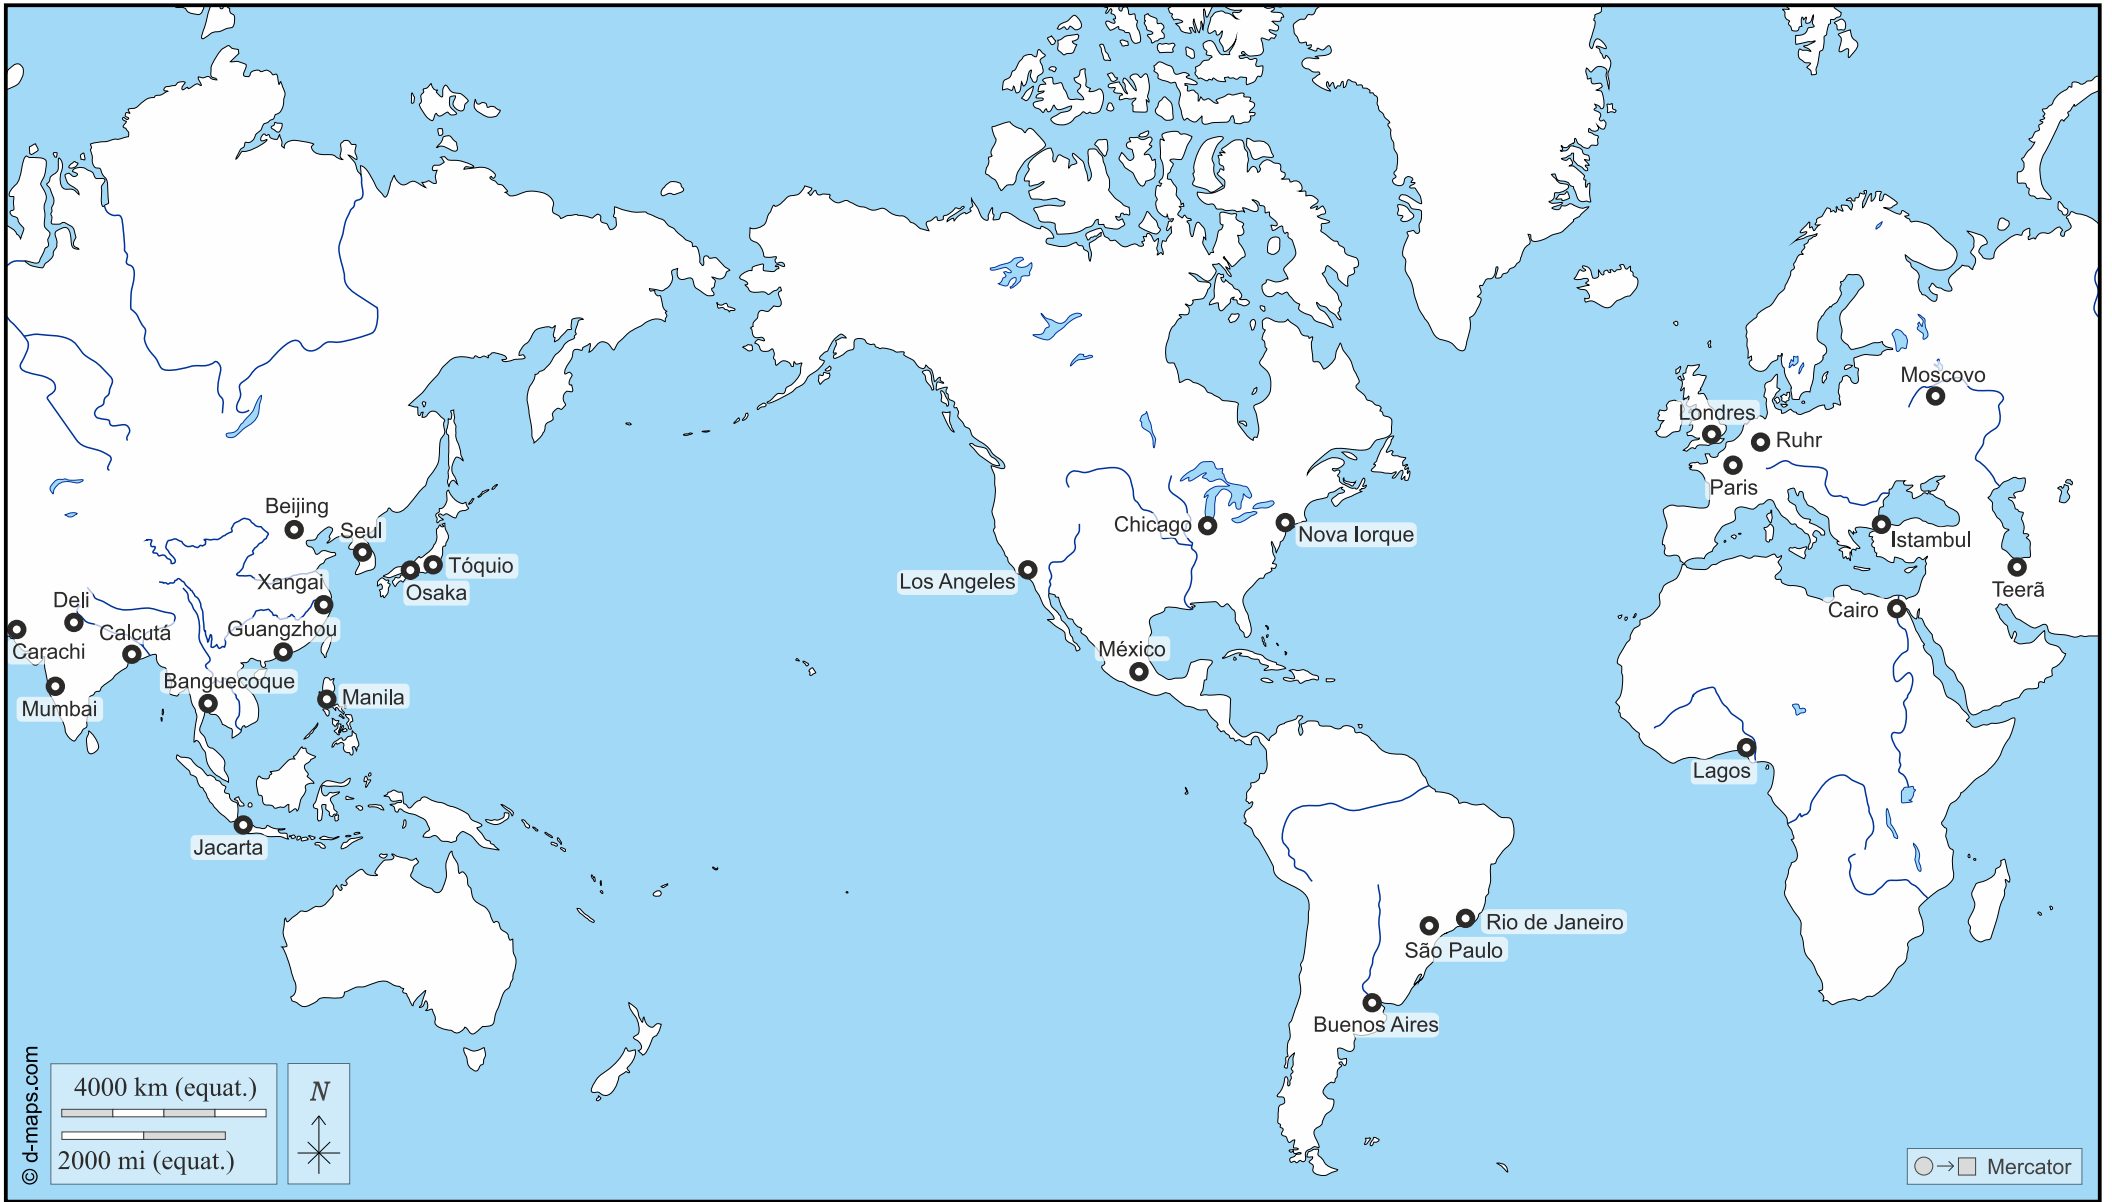 Moscovo
Londres
Ruhr
Paris
Beijing
Seul
Chicago
Nova Iorque
Istambul
Tóquio
Xangai
Los Angeles
Osaka
Teerã
Deli
Cairo
Calcutá
Guangzhou
Carachi
México
Banguecoque
Manila
Mumbai
Lagos
Jacarta
Rio de Janeiro
São Paulo
Buenos Aires
© d-maps.com
4000 km (equat.)
2000 mi (equat.)
N
Mercator